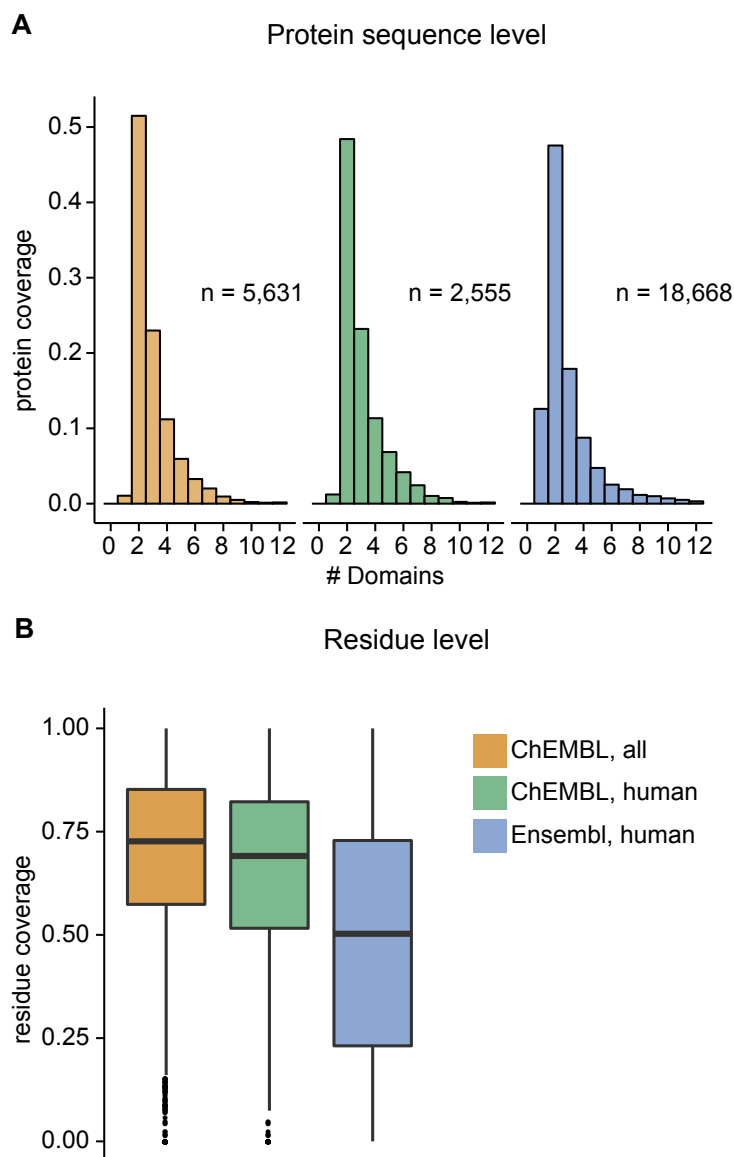 A
Protein sequence level
protein coverage
0.5
0.4
0.3
0.2
0.1
0.0
n = 5,631
n = 2,555
n = 18,668
0 2 4 6 8 10 12
0 2 4 6 8 10 12
0 2 4 6 8 10 12
# Domains
B
Residue level
residue coverage
1.00
0.75
0.50
0.25
0.00
ChEMBL, all
ChEMBL, human
Ensembl, human